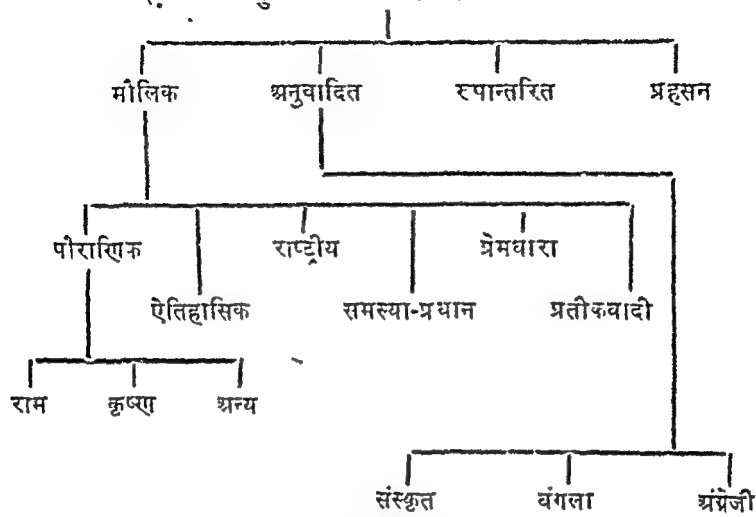 मौलिक अनुवादित रुपान्तरित प्रहसन
पौराणिक राष्ट्रीय प्रेमधारा
ऐतिहासिक समस्या-प्रधान प्रतीकवादी
राम कृष्ण अन्य
संस्कृत वंगला अंग्रेजी